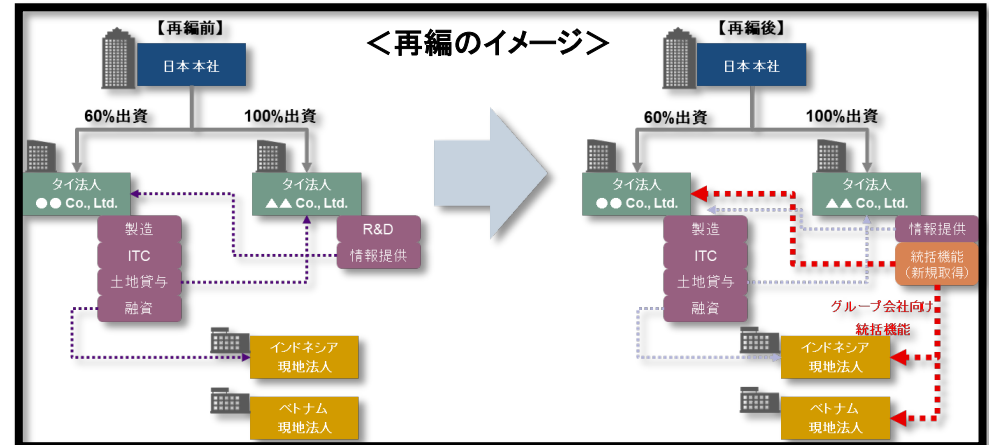 ＜再編のイメージ＞
【再編前】
日本本社
60%出資
100%出資
タイ法人
●● Co., Ltd.
タイ法人
▲▲ Co., Ltd.
製造
ITC
土地貸与
融資
R&D
情報提供
インドネシア
現地法人
ベトナム
現地法人
【再編後】
日本本社
60%出資
100%出資
タイ法人
●● Co., Ltd.
タイ法人
▲▲ Co., Ltd.
製造
ITC
土地貸与
融資
情報提供
統括機能
（新規取得）
グループ会社向け
統括機能
インドネシア
現地法人
ベトナム
現地法人